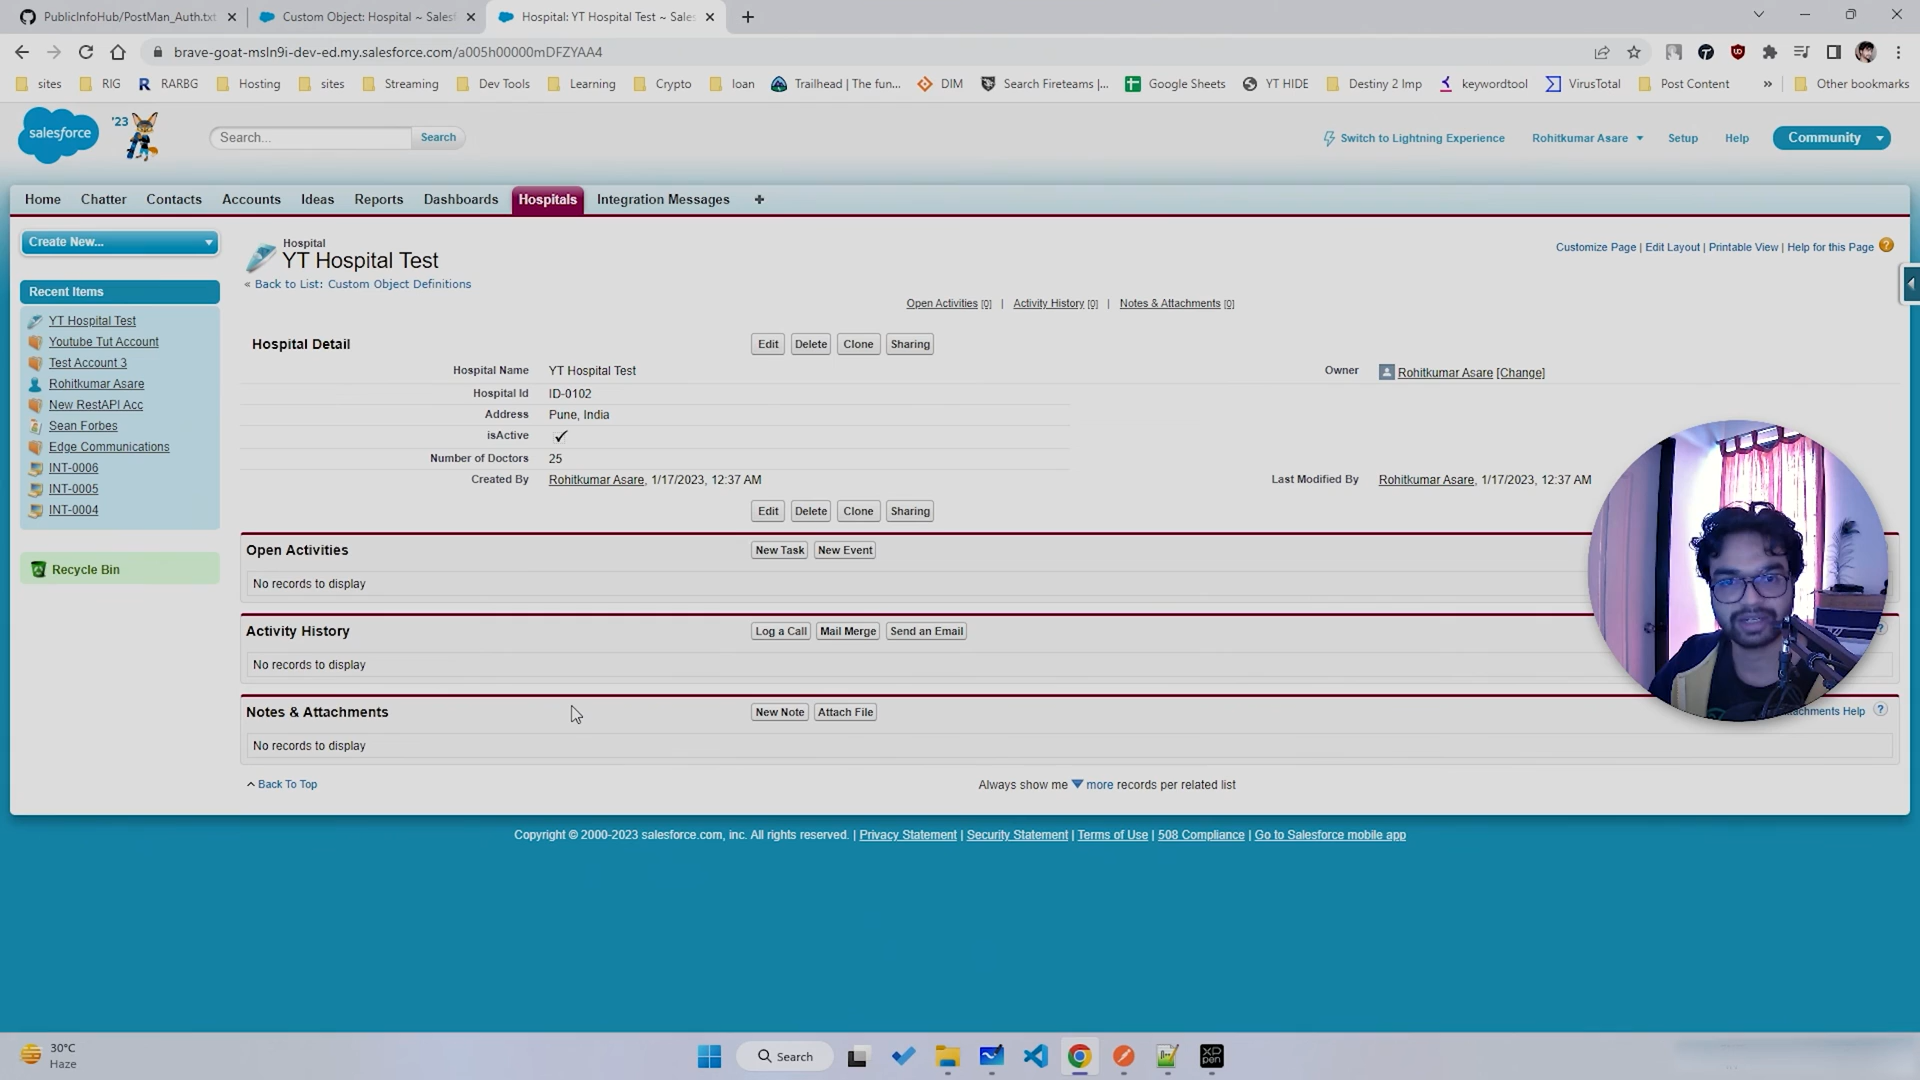 PublicInfoHub/PostMan_Auth.txt
Custom Object: Hospital ~ Salesf
Hospital: YT Hospital Test ~ Sales
brave-goat-msln9i-dev-ed.my.salesforce.com/a005h00000mDFZYAA4
sites RIG RARBG Hosting sites Streaming Dev Tools Learning Crypto loan Trailhead | The fun... DIM Search Fireteams |... Google Sheets YT HIDE Destiny 2 Imp keywordtool VirusTotal Post Content » Other bookmarks
salesforce '23 Search... Search Switch to Lightning Experience Rohitkumar Asare Setup Help Community
Home Chatter Contacts Accounts Ideas Reports Dashboards Hospitals Integration Messages +
Create New...
Recent Items
YT Hospital Test
Youtube Tut Account
Test Account 3
Rohitkumar Asare
New RestAPI Acc
Sean Forbes
Edge Communications
INT-0006
INT-0005
INT-0004
Recycle Bin
Hospital
YT Hospital Test
« Back to List: Custom Object Definitions
Customize Page | Edit Layout | Printable View | Help for this Page ?
Open Activities [0] | Activity History [0] | Notes & Attachments [0]
Hospital Detail Edit Delete Clone Sharing
Hospital Name YT Hospital Test Owner Rohitkumar Asare [Change]
Hospital Id ID-0102
Address Pune, India
isActive
Number of Doctors 25
Created By Rohitkumar Asare, 1/17/2023, 12:37 AM Last Modified By Rohitkumar Asare, 1/17/2023, 12:37 AM
Edit Delete Clone Sharing
Open Activities New Task New Event
No records to display
Activity History Log a Call Mail Merge Send an Email
No records to display
Notes & Attachments New Note Attach File Help ?
No records to display
Back To Top Always show me more records per related list
Copyright © 2000-2023 salesforce.com, inc. All rights reserved. | Privacy Statement | Security Statement | Terms of Use | 508 Compliance | Go to Salesforce mobile app
30°C
Haze
Search
XP
pen